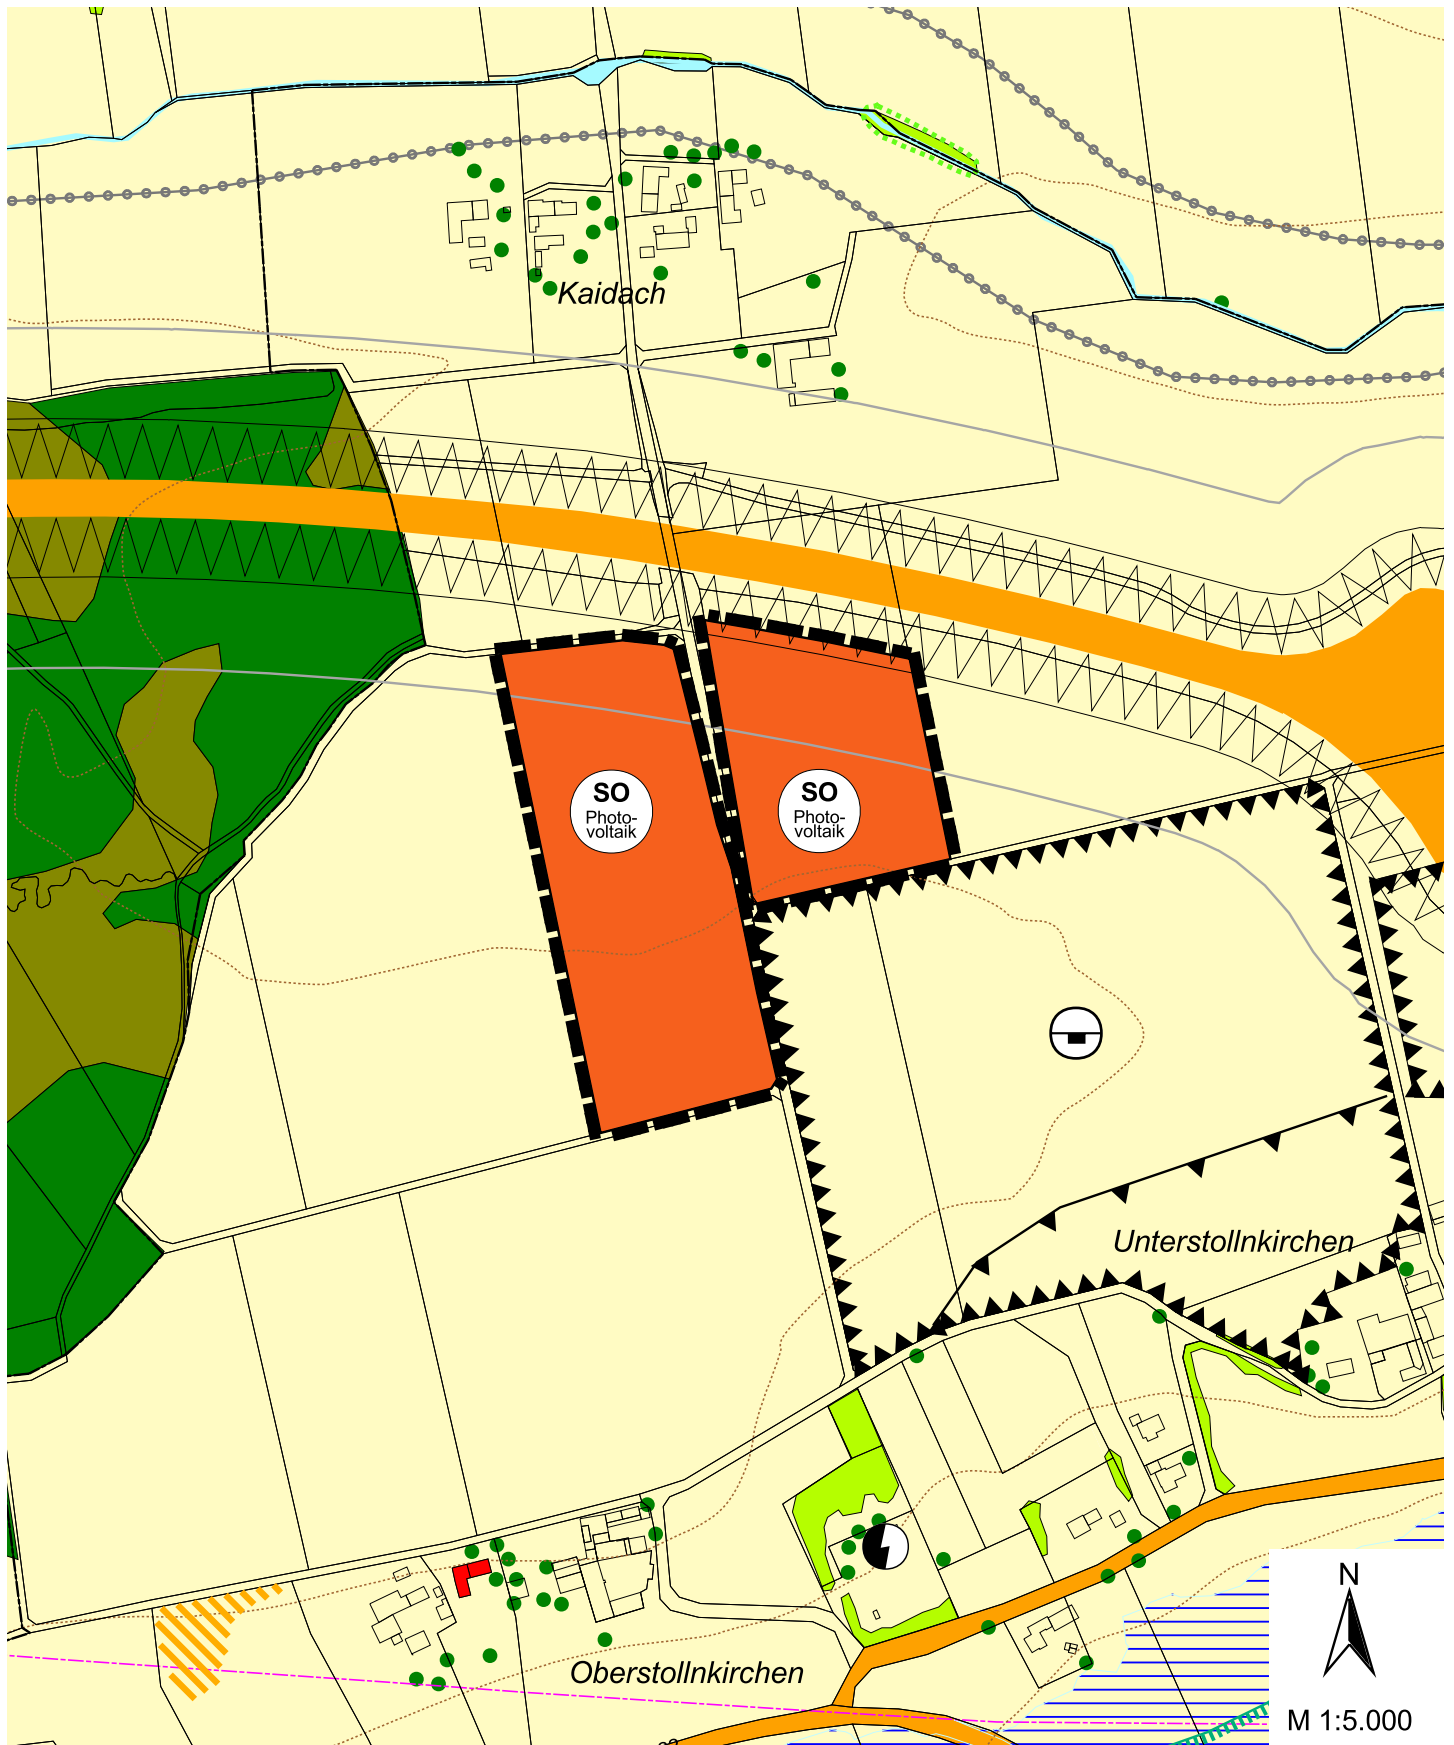 Kaidach
SO
Photo-
voltaik
SO
Photo-
voltaik
Unterstollnkirchen
Oberstollnkirchen
N
M 1:5.000